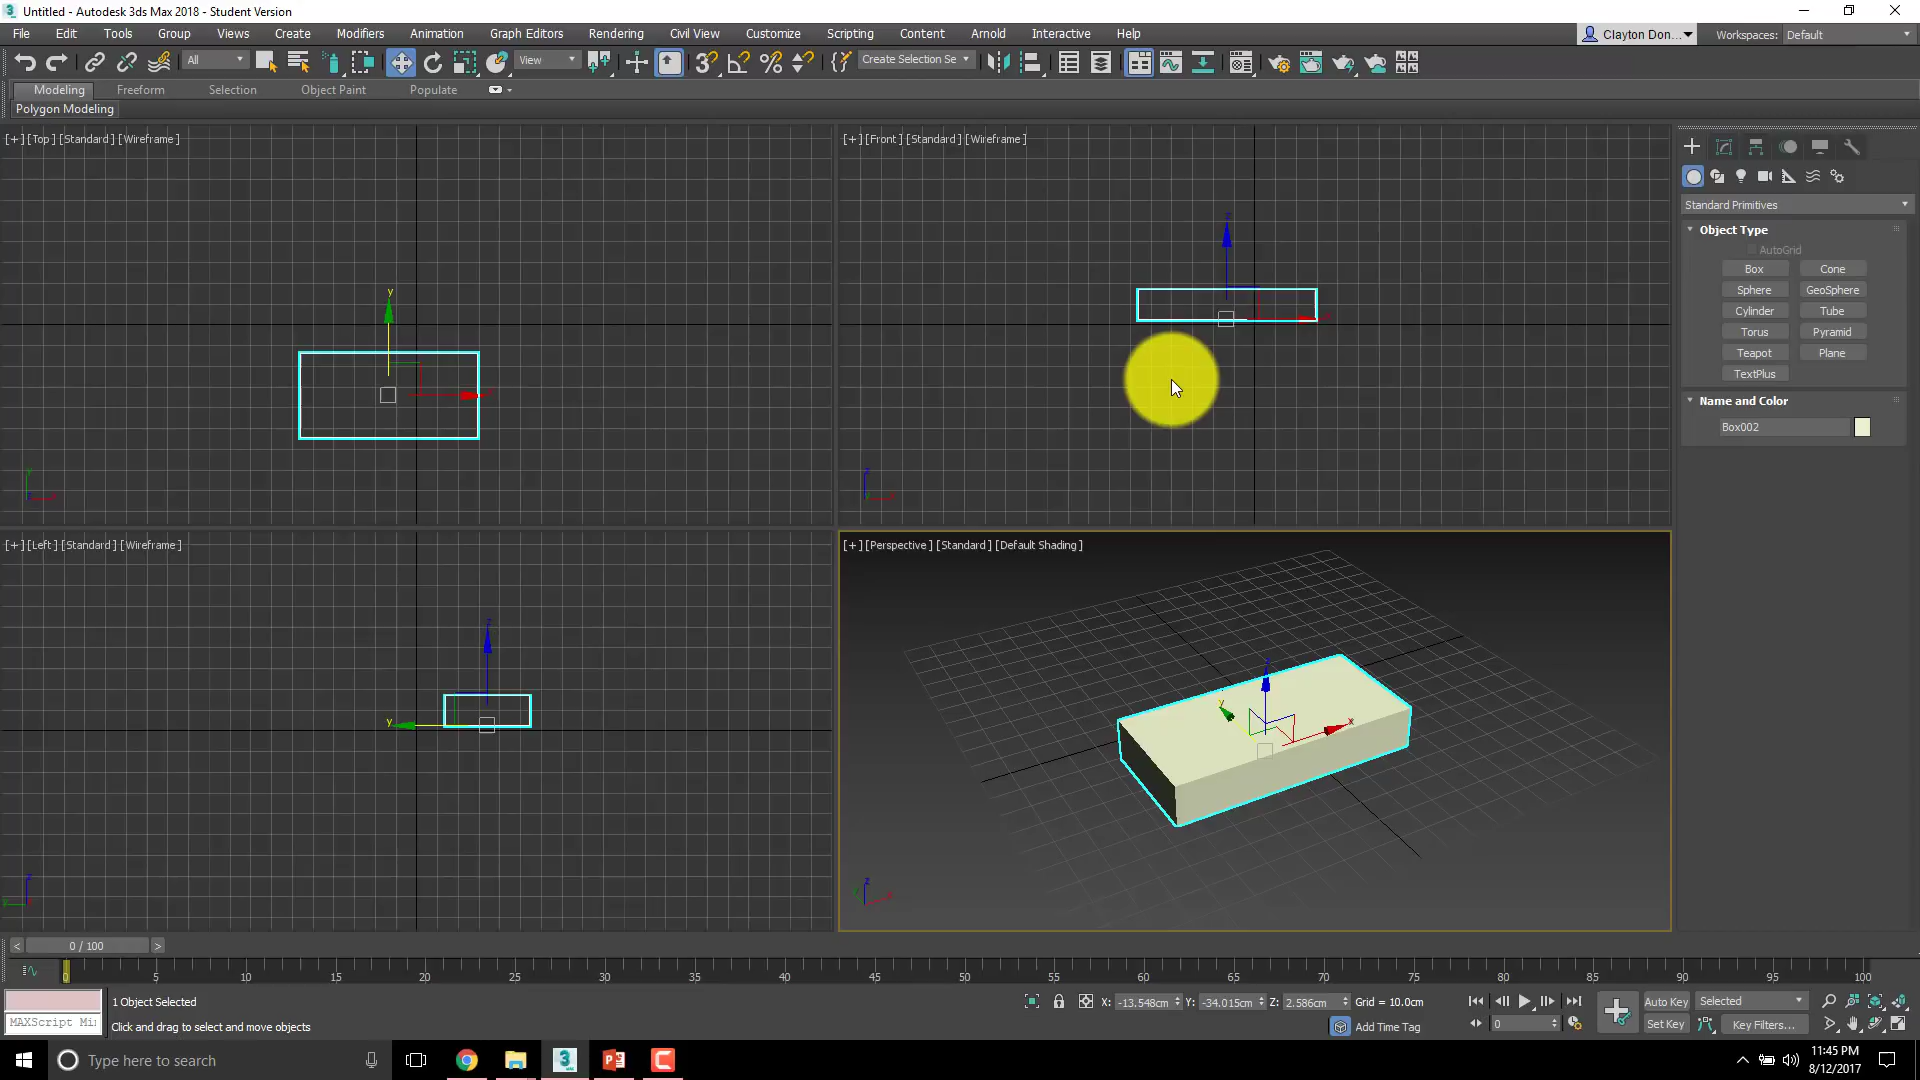 Untitled - Autodesk 3ds Max 2018 - Student Version
File Edit Tools Group Views Create Modifiers Animation Graph Editors Rendering Civil View Customize Scripting Content Arnold Interactive Help
Clayton Don... Workspaces: Default
All View Create Selection Se
Modeling Freeform Selection Object Paint Populate
Polygon Modeling
[+] [Top] [Standard] [Wireframe]
[+] [Front] [Standard] [Wireframe]
Standard Primitives
Object Type
AutoGrid
Box Cone
Sphere GeoSphere
Cylinder Tube
Torus Pyramid
Teapot Plane
TextPlus
Name and Color
Box002
y
z
[+] [Left] [Standard] [Wireframe]
[+] [Perspective] [Standard] [Default Shading]
z
y
z
y
x
< 0 / 100 >
0 5 10 15 20 25 30 35 40 45 50 55 60 65 70 75 80 85 90 95 100
1 Object Selected
X: -13.548cm Y: -34.015cm Z: 2.586cm Grid = 10.0cm
Auto Key Selected
MAXScript Mi
Click and drag to select and move objects
Add Time Tag
0
Set Key Key Filters...
Type here to search
11:45 PM
8/12/2017